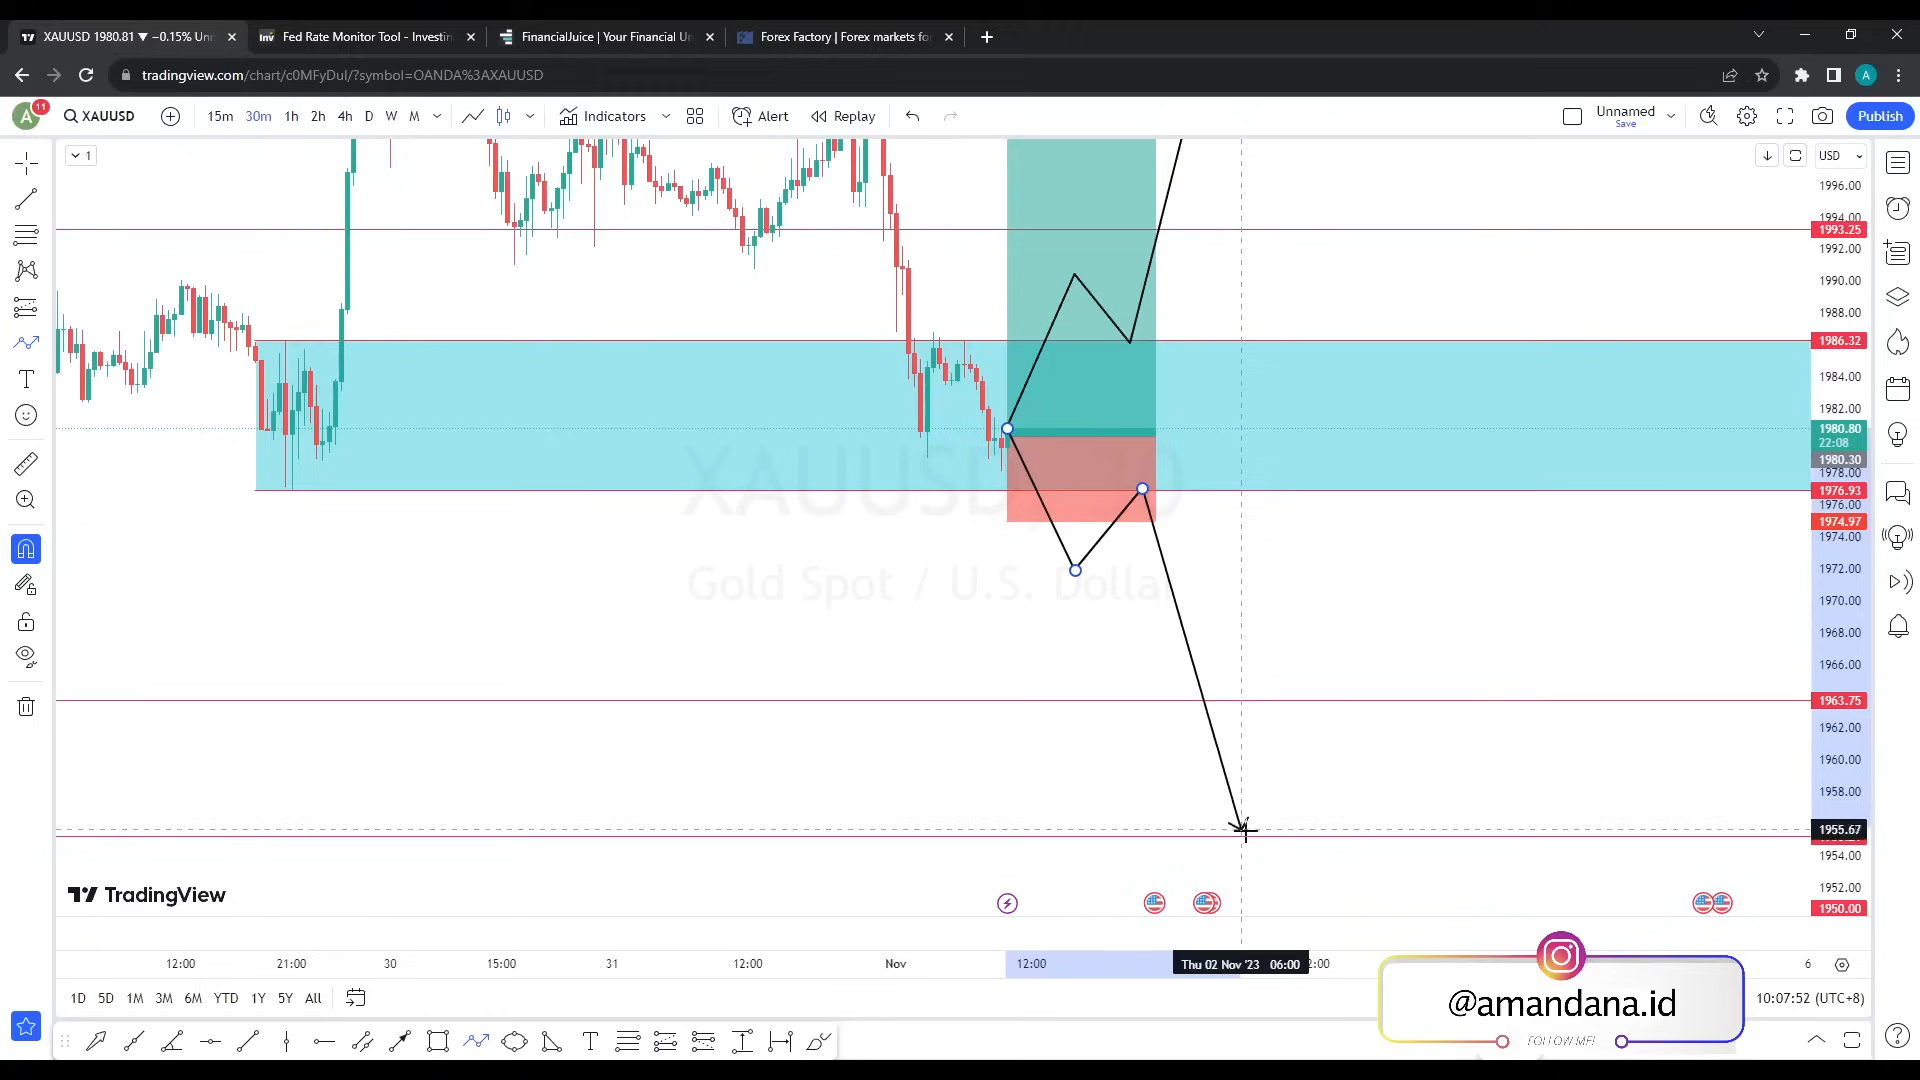 XAUUSD 1980.81 ▼ −0.15% Un
Fed Rate Monitor Tool - Investin
FinancialJuice | Your Financial U
Forex Factory | Forex markets fo
tradingview.com/chart/c0MFyDul/?symbol=OANDA%3AXAUUSD
A
A
11
XAUUSD
15m 30m 1h 2h 4h D W M
Indicators
Alert
Replay
Unnamed
Save
Publish
1
USD
1996.00
1994.00
1993.25
1992.00
1990.00
1988.00
1986.32
1984.00
1982.00
1980.80
22:08
1980.30
1978.00
1976.93
1976.00
1974.97
1974.00
1972.00
1970.00
1968.00
1966.00
1963.75
1962.00
1960.00
1958.00
1955.67
1954.00
1952.00
1950.00
Gold Spot / U.S. Dollar
TradingView
12:00 21:00 30 15:00 31 12:00 Nov 12:00 Thu 02 Nov '23 06:00 2:00 6
1D 5D 1M 3M 6M YTD 1Y 5Y All
10:07:52 (UTC+8)
@amandana.id
FOLLOW ME!